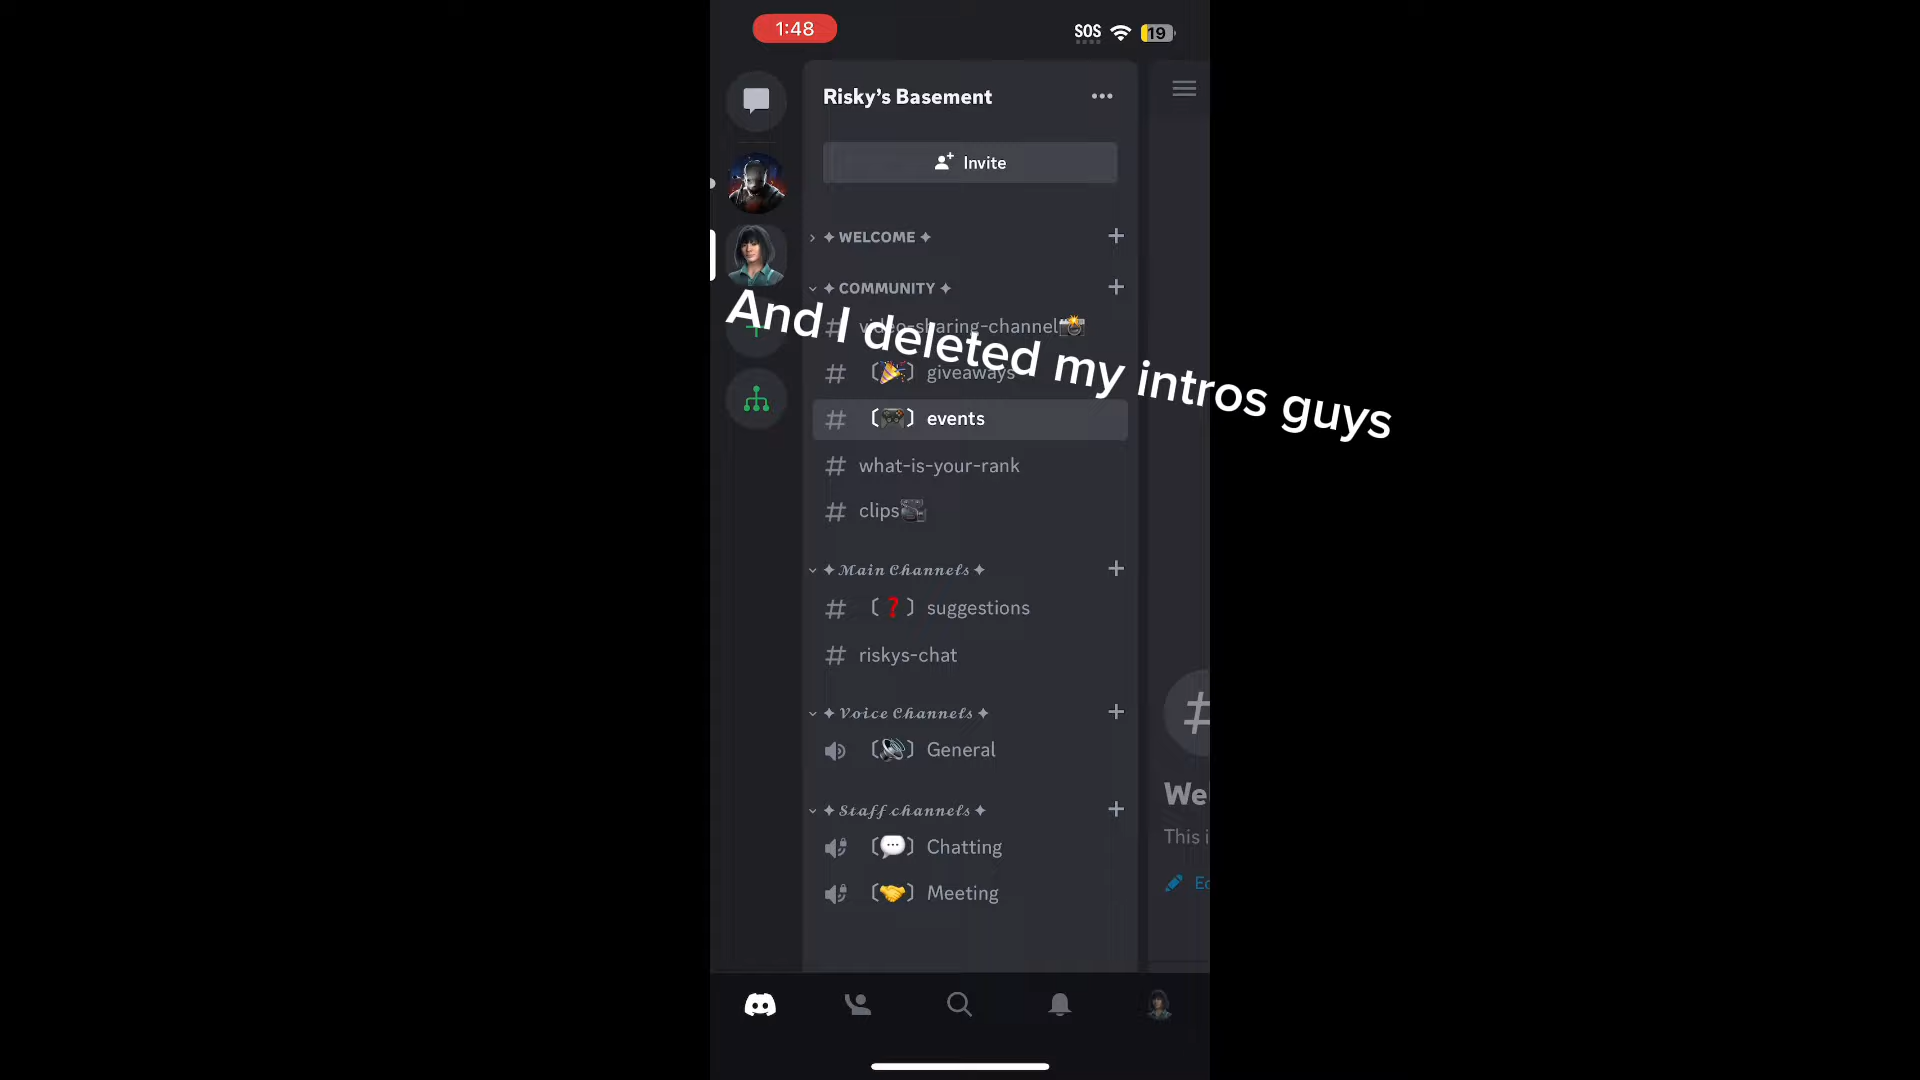 1:48
SOS
19
Risky’s Basement
Invite
✦ WELCOME ✦
✦ COMMUNITY ✦
# video-sharing-channel📸
And I deleted my intros guys
# 〔🎉〕 giveaways
# 〔🎮〕 events
# what-is-your-rank
# clips📽
✦ 𝓜𝓪𝓲𝓷 𝓒𝓱𝓪𝓷𝓷𝓮𝓵𝓼 ✦
# 〔❓〕 suggestions
# riskys-chat
✦ 𝓥𝓸𝓲𝓬𝓮 𝓒𝓱𝓪𝓷𝓷𝓮𝓵𝓼 ✦
〔🔊〕 General
#
We
This i
✦ 𝓢𝓽𝓪𝓯𝓯 𝓬𝓱𝓪𝓷𝓷𝓮𝓵𝓼 ✦
〔💬〕 Chatting
Ed
〔🤝〕 Meeting